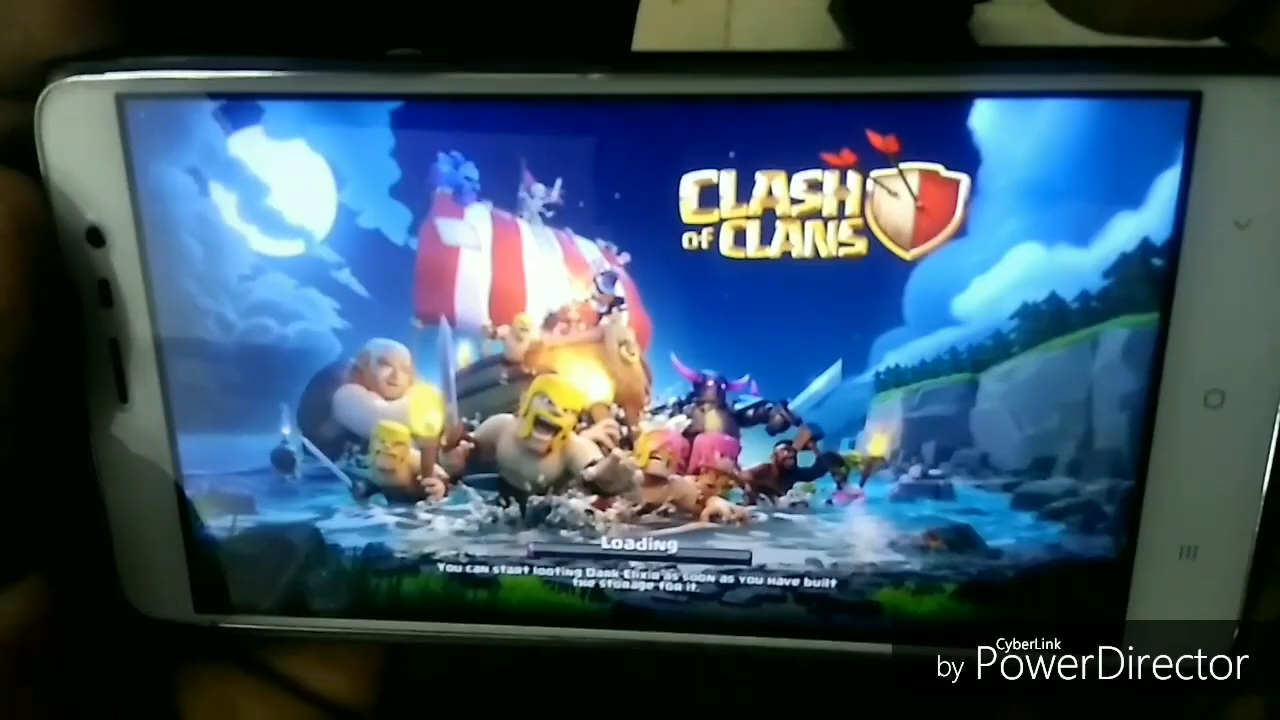 CLASH
OF CLANS
Loading
You can start looting Dark Elixir as soon as you have built
the storage for it.
CyberLink
by PowerDirector